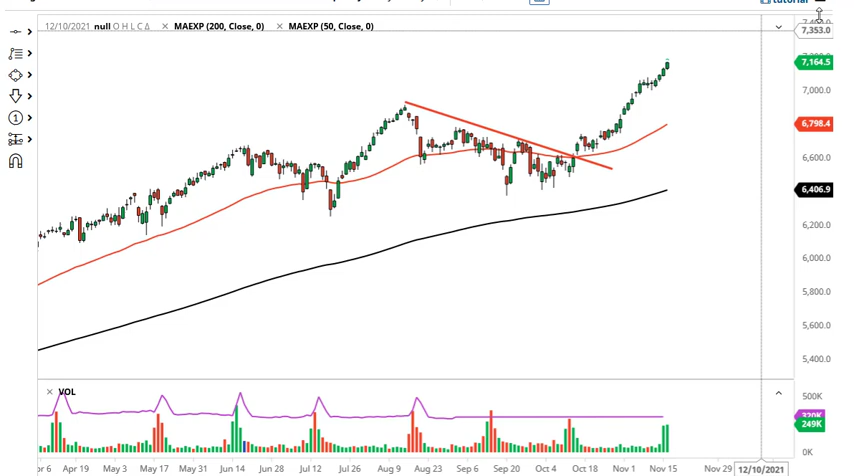 tutorial
12/10/2021 null O H L C Δ × MAEXP (200, Close, 0) × MAEXP (50, Close, 0)
7,353.0
7,164.5
7,000.0
6,798.4
6,600.0
6,406.9
6,200.0
6,000.0
5,800.0
5,600.0
5,400.0
× VOL
500K
320K
249K
0K
Apr 19 May 3 May 17 May 31 Jun 14 Jun 28 Jul 12 Jul 26 Aug 9 Aug 23 Sep 6 Sep 20 Oct 4 Oct 18 Nov 1 Nov 15 Nov 29 12/10/2021